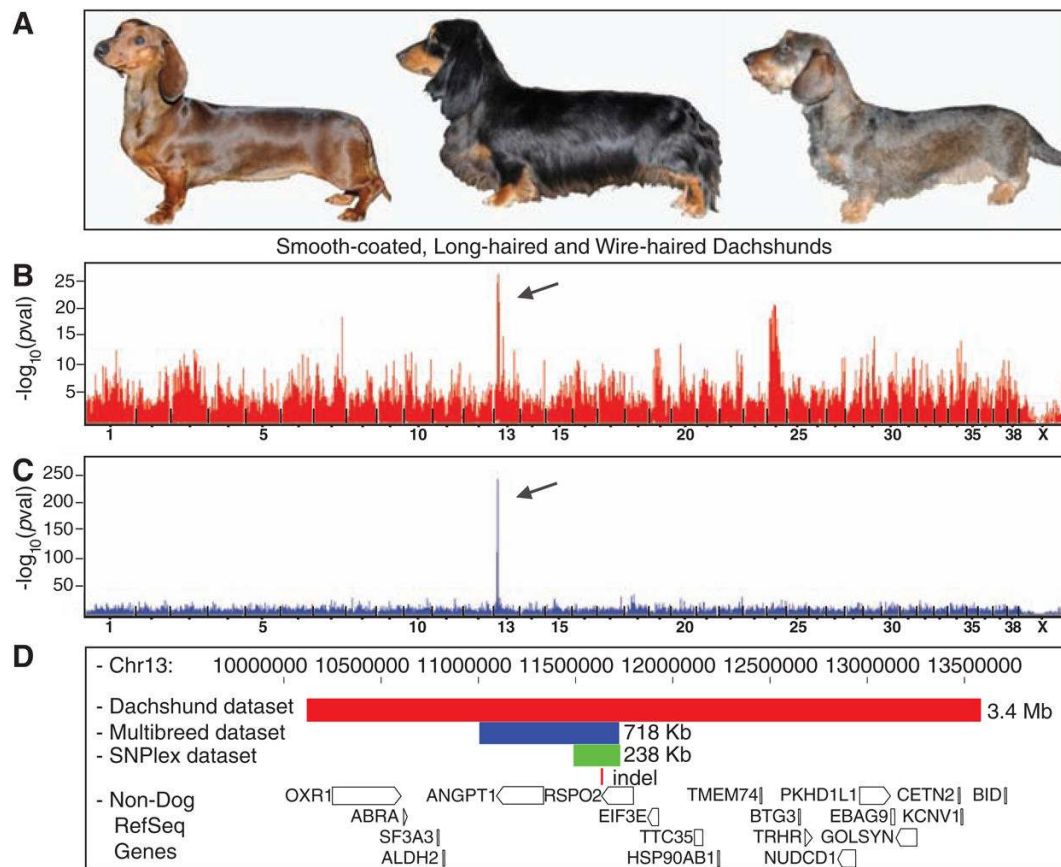 A
Smooth-coated, Long-haired and Wire-haired Dachshunds
B
-log10(pval)
25
20
15
10
5
1 5 10 13 15 20 25 30 35 38 X
C
-log10(pval)
250
200
150
100
50
1 5 10 13 15 20 25 30 35 38 X
D
- Chr13: 10000000 10500000 11000000 11500000 12000000 12500000 13000000 13500000
- Dachshund dataset 3.4 Mb
- Multibreed dataset 718 Kb
- SNPlex dataset 238 Kb
indel
- Non-Dog OXR1 ANGPT1 RSPO2 TMEM74 PKHD1L1 CETN2 BID
RefSeq ABRA EIF3E BTG3 EBAG9 KCNV1
Genes SF3A3 TTC35 TRHR GOLSYN
ALDH2 HSP90AB1 NUDCD1